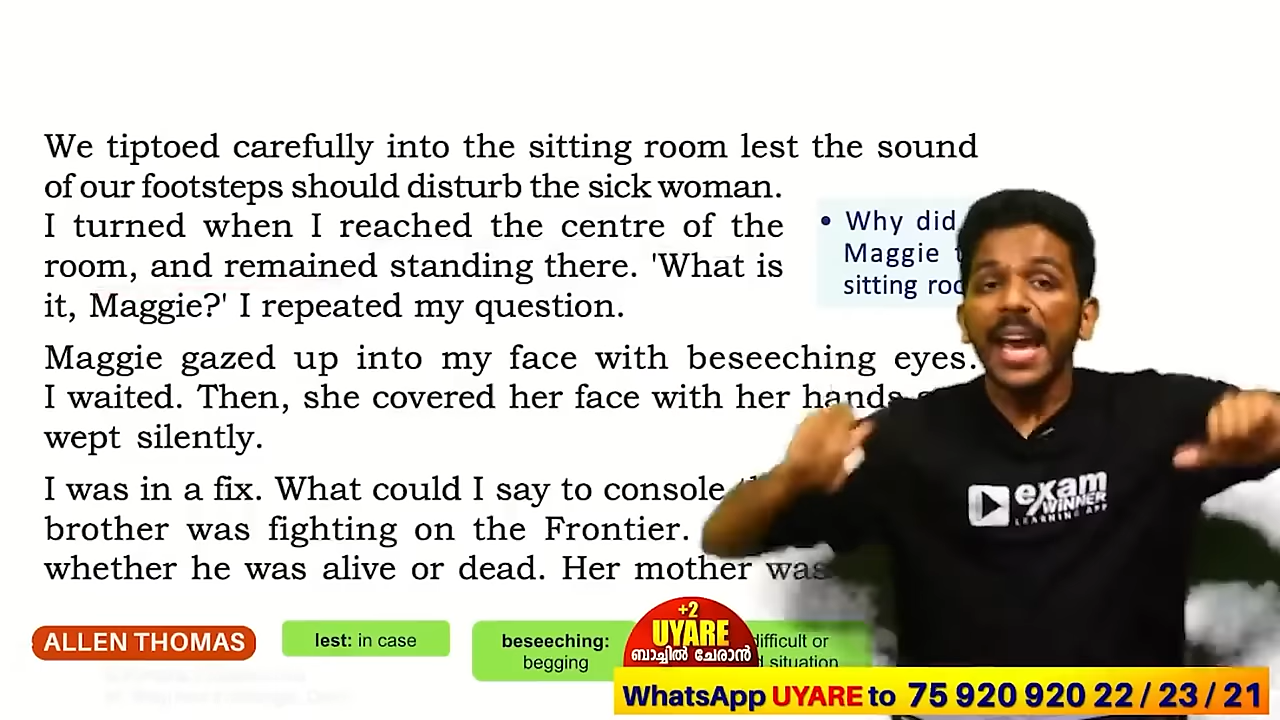 We tiptoed carefully into the sitting room lest the sound
of our footsteps should disturb the sick woman.
I turned when I reached the centre of the
room, and remained standing there. 'What is
it, Maggie?' I repeated my question.
• Why did
Maggie
sitting
Maggie gazed up into my face with beseeching eyes.
I waited. Then, she covered her face with her hands
wept silently.
I was in a fix. What could I say to console
brother was fighting on the Frontier.
whether he was alive or dead. Her mother was
ALLEN THOMAS
lest: in case
beseeching:
begging
difficult or
situation
+2
UYARE
ബാച്ചിൽ ചേരാൻ
WhatsApp UYARE to 75 920 920 22 / 23 / 21
exam
WINNER
LEARNING APP